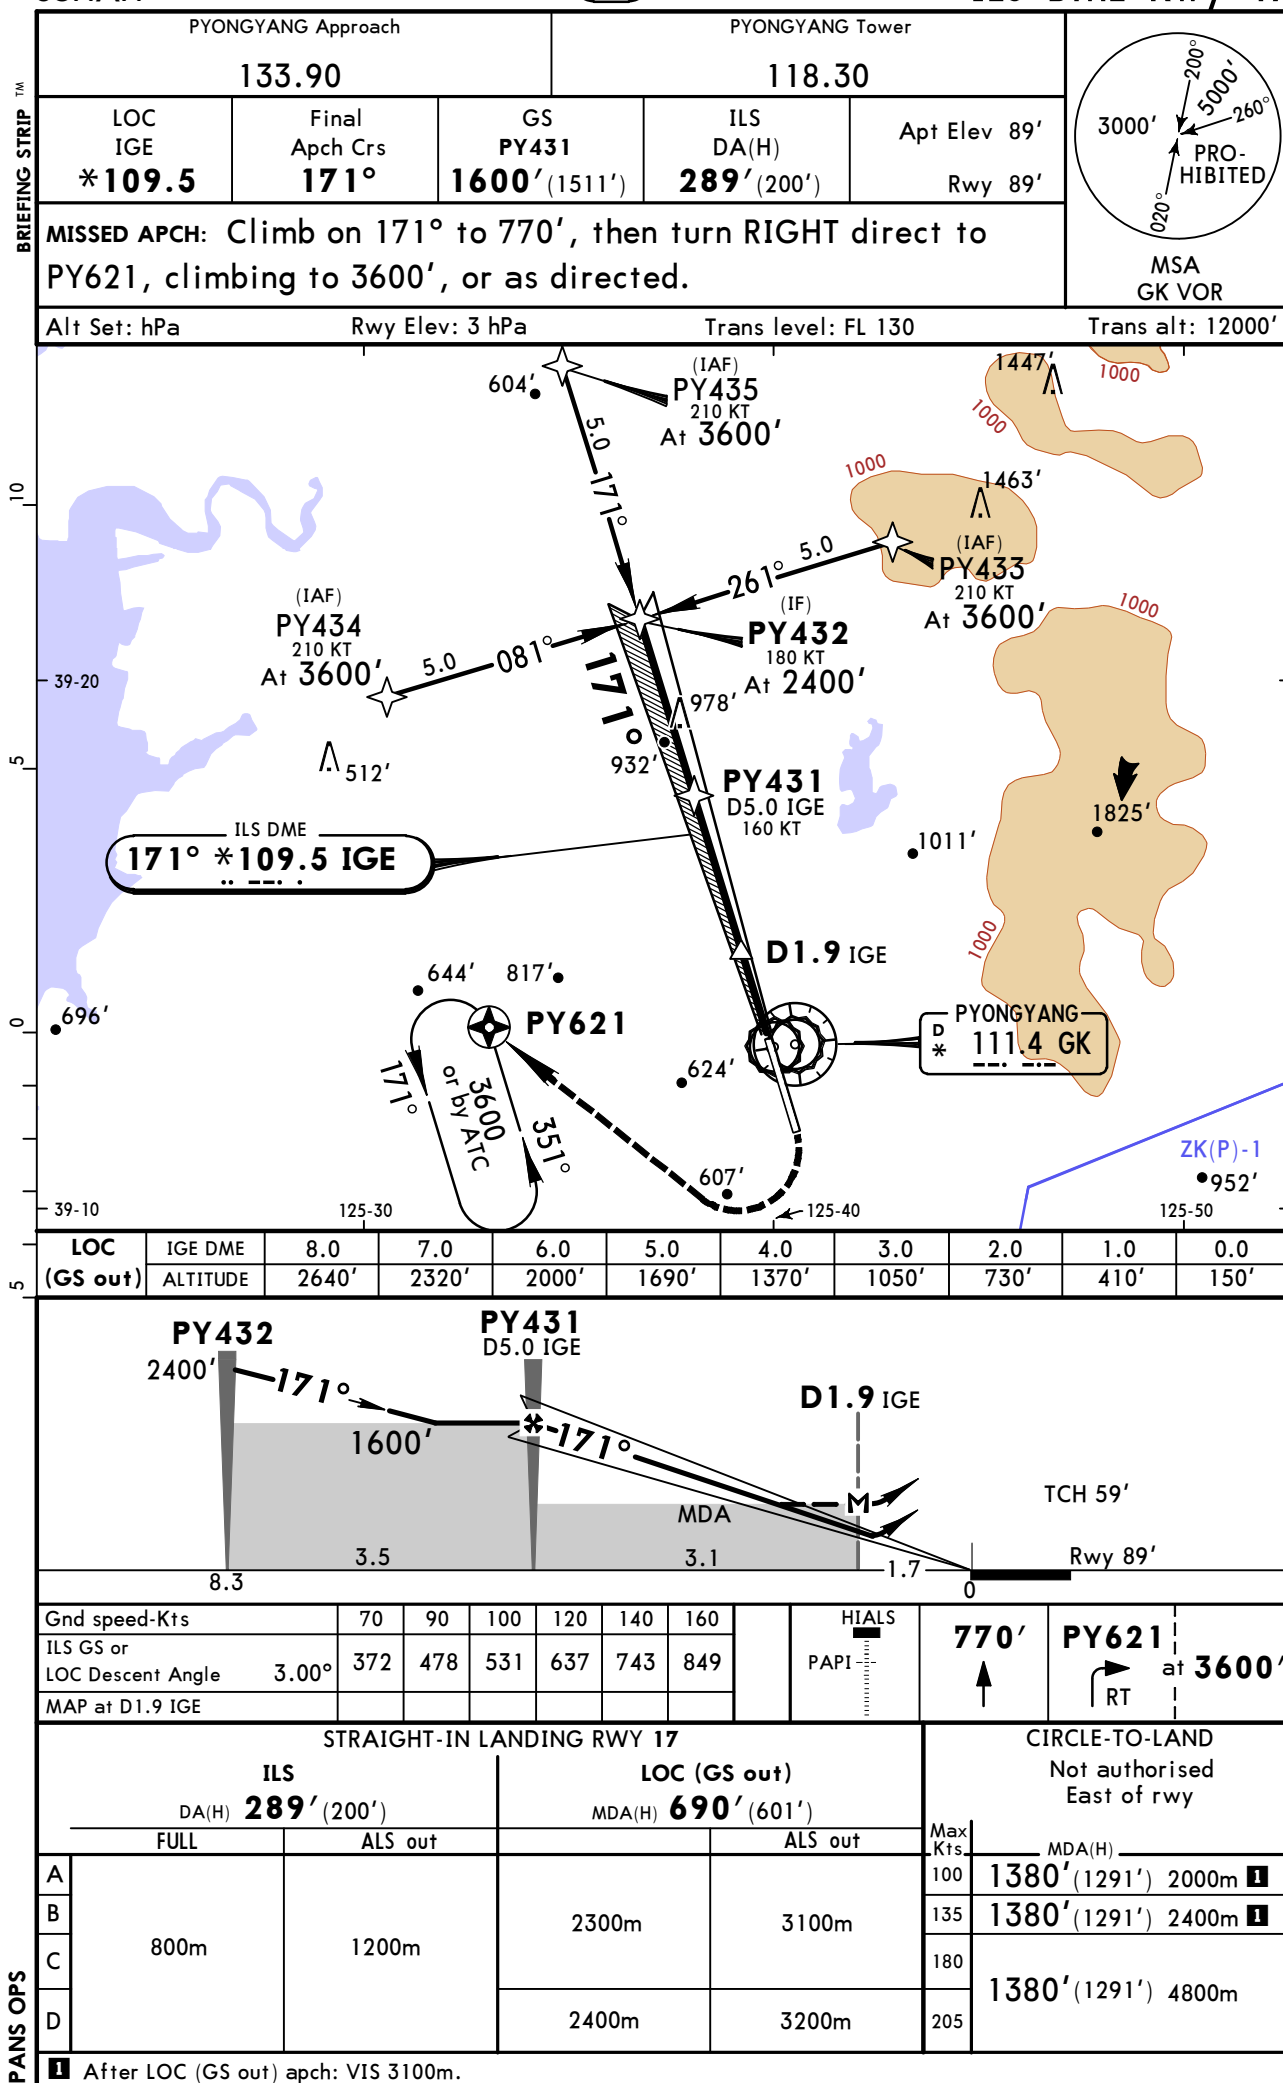 BRIEFING STRIP TM
PYONGYANG Approach
133.90
PYONGYANG Tower
118.30
LOC
IGE
*109.5
Final
Apch Crs
171°
GS
PY431
1600'(1511')
ILS
DA(H)
289'(200')
Apt Elev 89'
Rwy 89'
MISSED APCH: Climb on 171° to 770', then turn RIGHT direct to
PY621, climbing to 3600', or as directed.
200°
5000'
260°
3000'
PRO-
HIBITED
020°
MSA
GK VOR
Alt Set: hPa Rwy Elev: 3 hPa Trans level: FL 130 Trans alt: 12000'
604'
(IAF)
PY435
210 KT
At 3600'
5.0
171°
1447'
1000
1000
1000
1463'
10
(IAF)
PY433
210 KT
At 3600'
5.0
261°
(IAF)
PY434
210 KT
At 3600'
5.0 081°
(IF)
PY432
180 KT
At 2400'
1000
39-20
171°
978'
932'
512'
5
PY431
D5.0 IGE
160 KT
1825'
1011'
ILS DME
171° *109.5 IGE
D1.9 IGE
1000
644'
817'
696'
0
PY621
PYONGYANG
D
* 111.4 GK
624'
171°
3600
or by ATC
351°
607'
ZK(P)-1
952'
39-10
125-30
125-40
125-50
5
LOC
(GS out)
IGE DME 8.0 7.0 6.0 5.0 4.0 3.0 2.0 1.0 0.0
ALTITUDE 2640' 2320' 2000' 1690' 1370' 1050' 730' 410' 150'
PY432
2400'
171°
PY431
D5.0 IGE
1600'
171°
D1.9 IGE
M
MDA
TCH 59'
Rwy 89'
3.5
3.1
1.7
8.3
0
Gnd speed-Kts 70 90 100 120 140 160
ILS GS or
LOC Descent Angle 3.00° 372 478 531 637 743 849
MAP at D1.9 IGE
HIALS
PAPI
770'
PY621
RT
at 3600'
STRAIGHT-IN LANDING RWY 17
ILS
DA(H) 289'(200')
FULL
ALS out
LOC (GS out)
MDA(H) 690'(601')
ALS out
CIRCLE-TO-LAND
Not authorised
East of rwy
Max
Kts
MDA(H)
A
B
C
D
800m
1200m
2300m
3100m
2400m
3200m
100 1380'(1291') 2000m 1
135 1380'(1291') 2400m 1
180
1380'(1291') 4800m
205
PANS OPS
1 After LOC (GS out) apch: VIS 3100m.